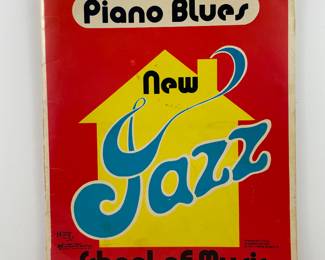 Piano Blues
New
Jazz
School of Music